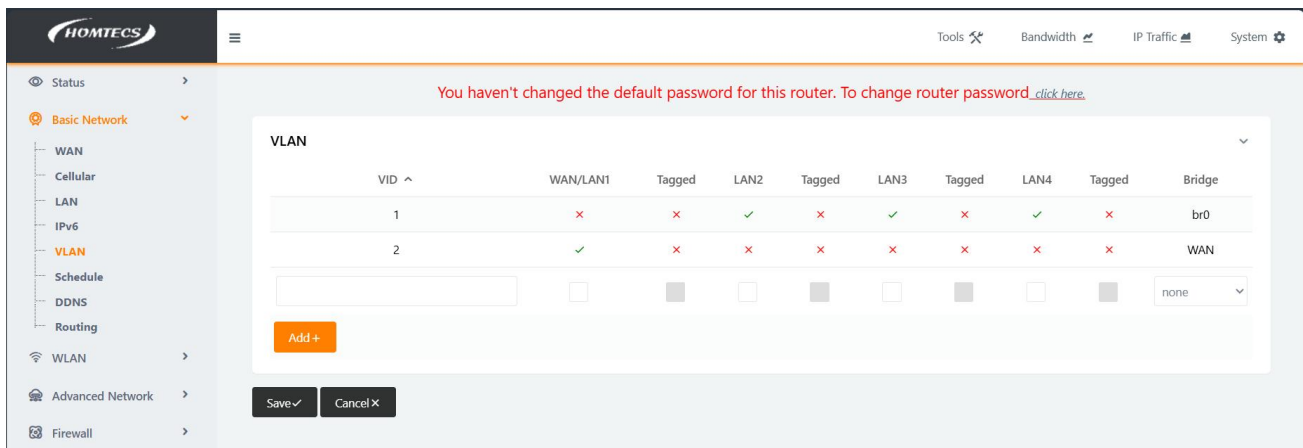 HOMTECS
Tools Bandwidth IP Traffic System
Status
You haven't changed the default password for this router. To change router password click here.
Basic Network
WAN
Cellular
LAN
IPv6
VLAN
Schedule
DDNS
Routing
WLAN
Advanced Network
Firewall
VLAN
VID WAN/LAN1 Tagged LAN2 Tagged LAN3 Tagged LAN4 Tagged Bridge
1 br0
2 WAN
none
Add+
Save Cancel